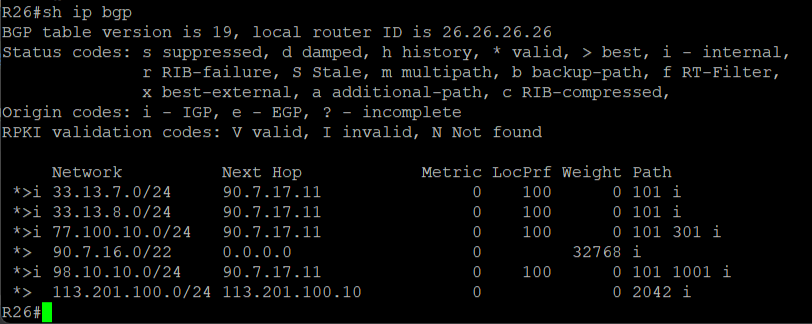 R26#sh ip bgp
BGP table version is 19, local router ID is 26.26.26.26
Status codes: s suppressed, d damped, h history, * valid, > best, i - internal,
              r RIB-failure, S Stale, m multipath, b backup-path, f RT-Filter,
              x best-external, a additional-path, c RIB-compressed,
Origin codes: i - IGP, e - EGP, ? - incomplete
RPKI validation codes: V valid, I invalid, N Not found

     Network          Next Hop            Metric LocPrf Weight Path
 *>i 33.13.7.0/24     90.7.17.11               0    100      0 101 i
 *>i 33.13.8.0/24     90.7.17.11               0    100      0 101 i
 *>i 77.100.10.0/24   90.7.17.11               0    100      0 101 301 i
 *>  90.7.16.0/22     0.0.0.0                  0         32768 i
 *>i 98.10.10.0/24    90.7.17.11               0    100      0 101 1001 i
 *>  113.201.100.0/24 113.201.100.10           0             0 2042 i
R26#